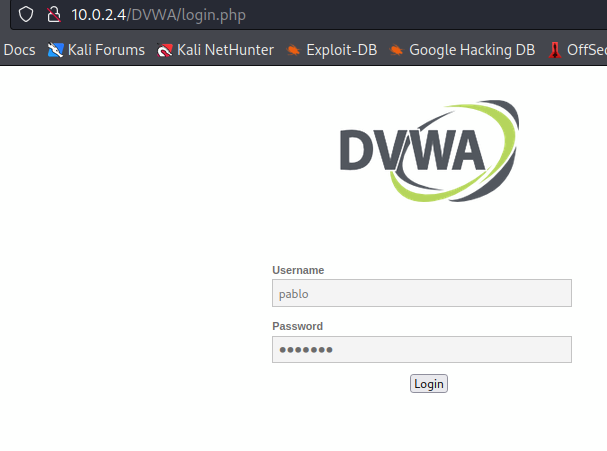 10.0.2.4/DVWA/login.php
Docs Kali Forums Kali NetHunter Exploit-DB Google Hacking DB OffSec
DVWA
Username
pablo
Password
●●●●●●●
Login